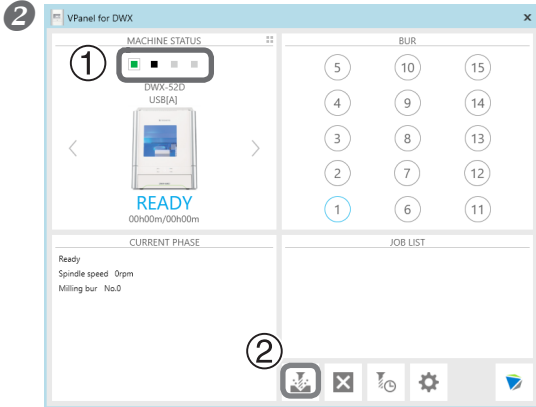 2
VPanel for DWX
MACHINE STATUS
1
DWX-52D
USB[A]
READY
00h00m/00h00m
BUR
5 10 15
4 9 14
3 8 13
2 7 12
1 6 11
CURRENT PHASE
Ready
Spindle speed 0rpm
Milling bur No.0
JOB LIST
2